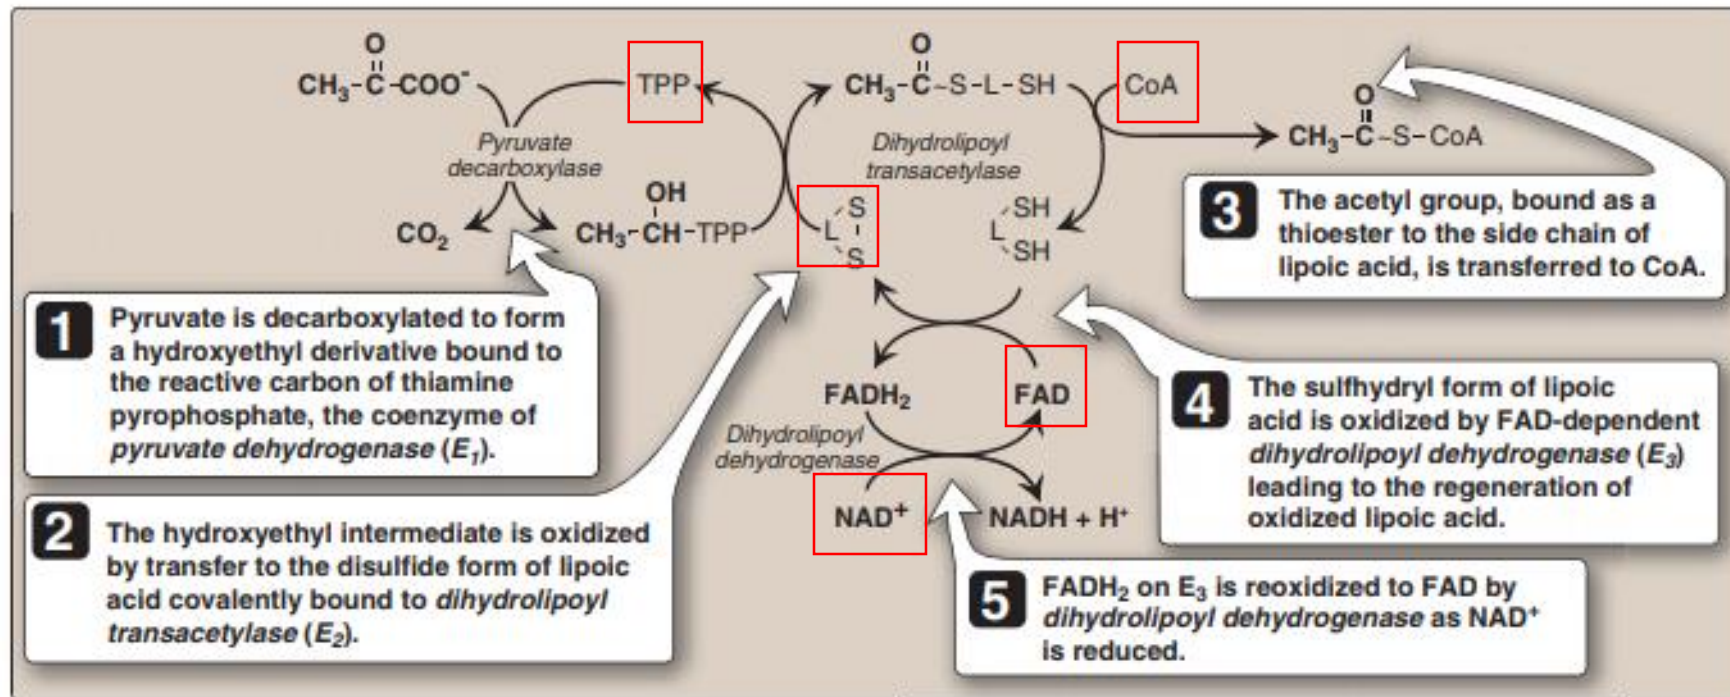 O
CH₃-C-COO⁻
TPP
Pyruvate
decarboxylase
CO₂
OH
CH₃-CH-TPP
O
CH₃-C~S-L-SH
CoA
Dihydrolipoyl
transacetylase
S
L
S
SH
L
SH
O
CH₃-C~S-CoA
FADH₂
FAD
Dihydrolipoyl
dehydrogenase
NAD⁺
NADH + H⁺
1
Pyruvate is decarboxylated to form
a hydroxyethyl derivative bound to
the reactive carbon of thiamine
pyrophosphate, the coenzyme of
pyruvate dehydrogenase (E₁).
2
The hydroxyethyl intermediate is oxidized
by transfer to the disulfide form of lipoic
acid covalently bound to dihydrolipoyl
transacetylase (E₂).
3
The acetyl group, bound as a
thioester to the side chain of
lipoic acid, is transferred to CoA.
4
The sulfhydryl form of lipoic
acid is oxidized by FAD-dependent
dihydrolipoyl dehydrogenase (E₃)
leading to the regeneration of
oxidized lipoic acid.
5
FADH₂ on E₃ is reoxidized to FAD by
dihydrolipoyl dehydrogenase as NAD⁺
is reduced.